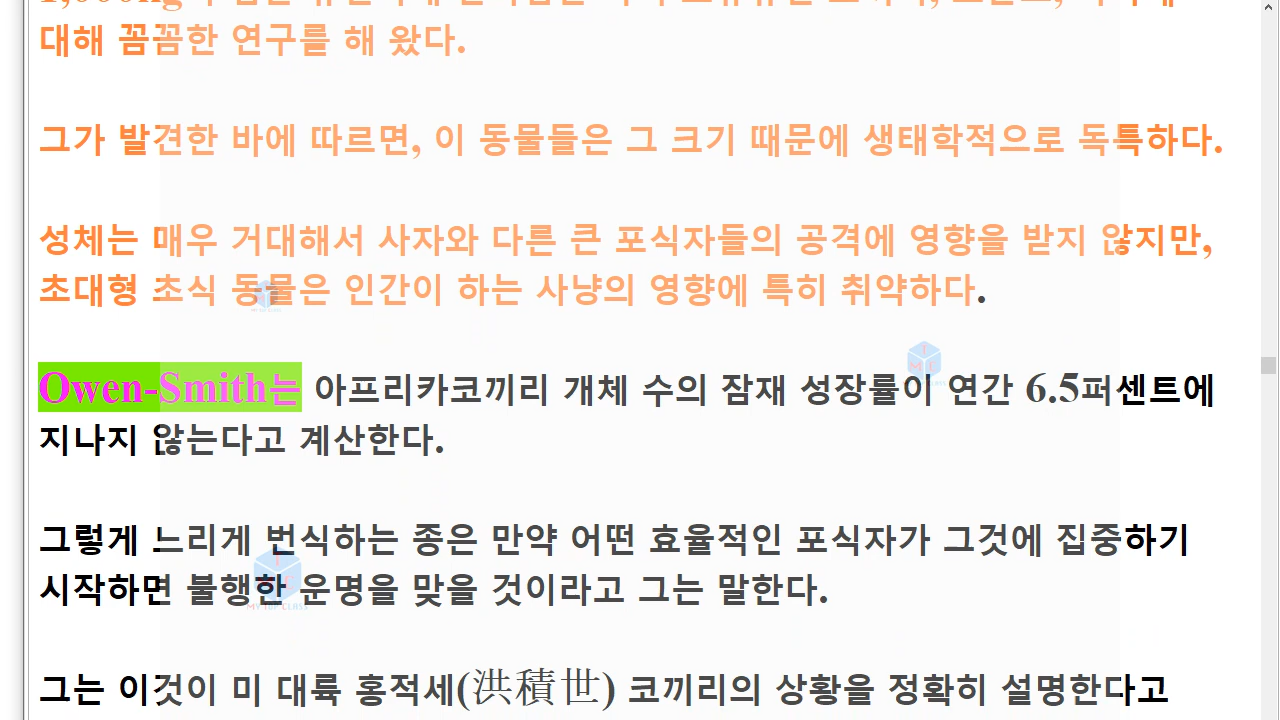 대해 꼼꼼한 연구를 해 왔다.
그가 발견한 바에 따르면, 이 동물들은 그 크기 때문에 생태학적으로 독특하다.
성체는 매우 거대해서 사자와 다른 큰 포식자들의 공격에 영향을 받지 않지만,
초대형 초식 동물은 인간이 하는 사냥의 영향에 특히 취약하다.
Owen-Smith는 아프리카코끼리 개체 수의 잠재 성장률이 연간 6.5퍼센트에
지나지 않는다고 계산한다.
그렇게 느리게 번식하는 종은 만약 어떤 효율적인 포식자가 그것에 집중하기
시작하면 불행한 운명을 맞을 것이라고 그는 말한다.
MY TOP CLASS
그는 이것이 미 대륙 홍적세(洪積世) 코끼리의 상황을 정확히 설명한다고